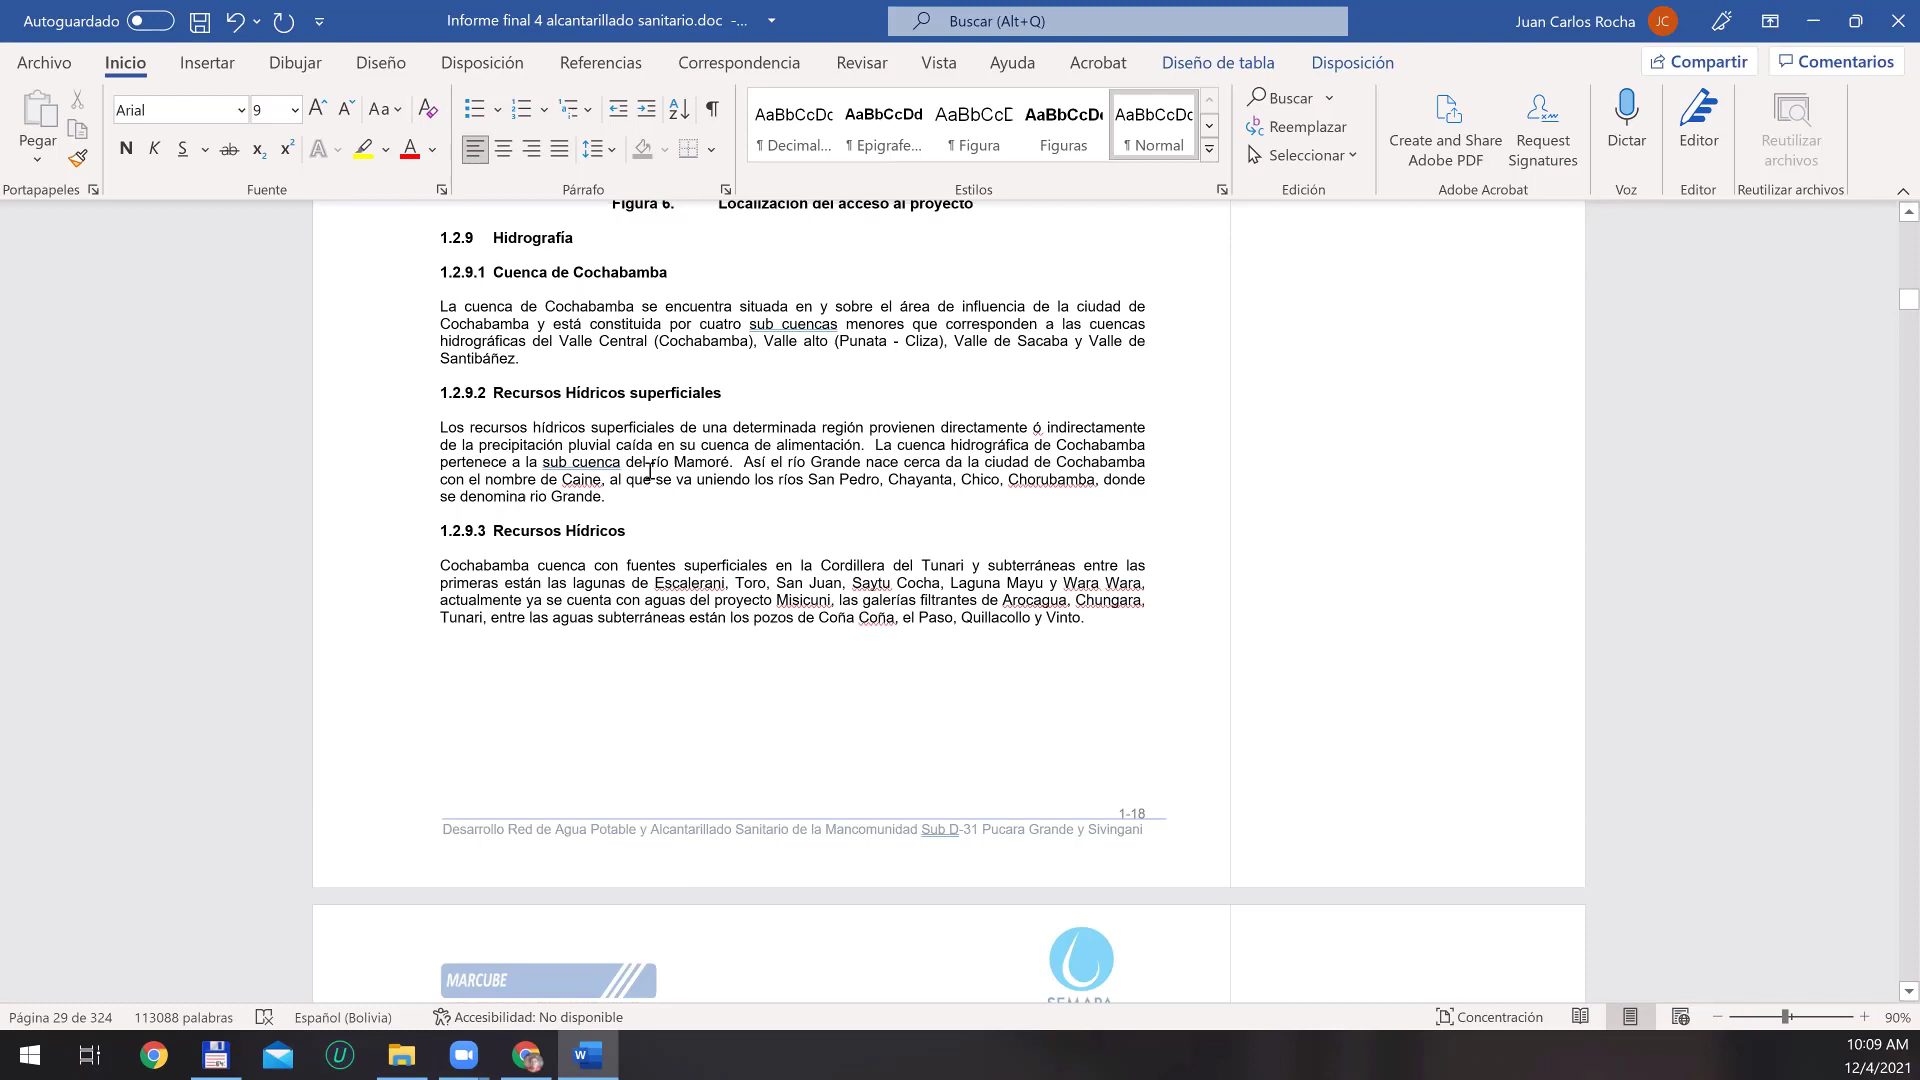 Autoguardado
Informe final 4 alcantarillado sanitario.doc -...
Buscar (Alt+Q)
Juan Carlos Rocha
JC
Archivo
Inicio
Insertar
Dibujar
Diseño
Disposición
Referencias
Correspondencia
Revisar
Vista
Ayuda
Acrobat
Diseño de tabla
Disposición
Compartir
Comentarios
Pegar
Arial
9
Aa
N K S ab x₂ x²
AaBbCcDc
¶ Decimal...
AaBbCcDd
¶ Epigrafe...
AaBbCcD
¶ Figura
AaBbCcDc
Figuras
AaBbCcDc
¶ Normal
Buscar
Reemplazar
Seleccionar
Create and Share
Adobe PDF
Request
Signatures
Dictar
Editor
Reutilizar
archivos
Portapapeles
Fuente
Párrafo
Estilos
Edición
Adobe Acrobat
Voz
Editor
Reutilizar archivos
Figura 6. Localización del acceso al proyecto
1.2.9 Hidrografía
1.2.9.1 Cuenca de Cochabamba
La cuenca de Cochabamba se encuentra situada en y sobre el área de influencia de la ciudad de
Cochabamba y está constituida por cuatro sub cuencas menores que corresponden a las cuencas
hidrográficas del Valle Central (Cochabamba), Valle alto (Punata - Cliza), Valle de Sacaba y Valle de
Santibáñez.
1.2.9.2 Recursos Hídricos superficiales
Los recursos hídricos superficiales de una determinada región provienen directamente ó indirectamente
de la precipitación pluvial caída en su cuenca de alimentación. La cuenca hidrográfica de Cochabamba
pertenece a la sub cuenca del río Mamoré. Así el río Grande nace cerca da la ciudad de Cochabamba
con el nombre de Caine, al que se va uniendo los ríos San Pedro, Chayanta, Chico, Chorubamba, donde
se denomina rio Grande.
1.2.9.3 Recursos Hídricos
Cochabamba cuenca con fuentes superficiales en la Cordillera del Tunari y subterráneas entre las
primeras están las lagunas de Escalerani, Toro, San Juan, Saytu Cocha, Laguna Mayu y Wara Wara,
actualmente ya se cuenta con aguas del proyecto Misicuni, las galerías filtrantes de Arocagua, Chungara,
Tunari, entre las aguas subterráneas están los pozos de Coña Coña, el Paso, Quillacollo y Vinto.
1-18
Desarrollo Red de Agua Potable y Alcantarillado Sanitario de la Mancomunidad Sub D-31 Pucara Grande y Sivingani
MARCUBE
SEMAPA
Página 29 de 324
113088 palabras
Español (Bolivia)
Accesibilidad: No disponible
Concentración
90%
10:09 AM
12/4/2021